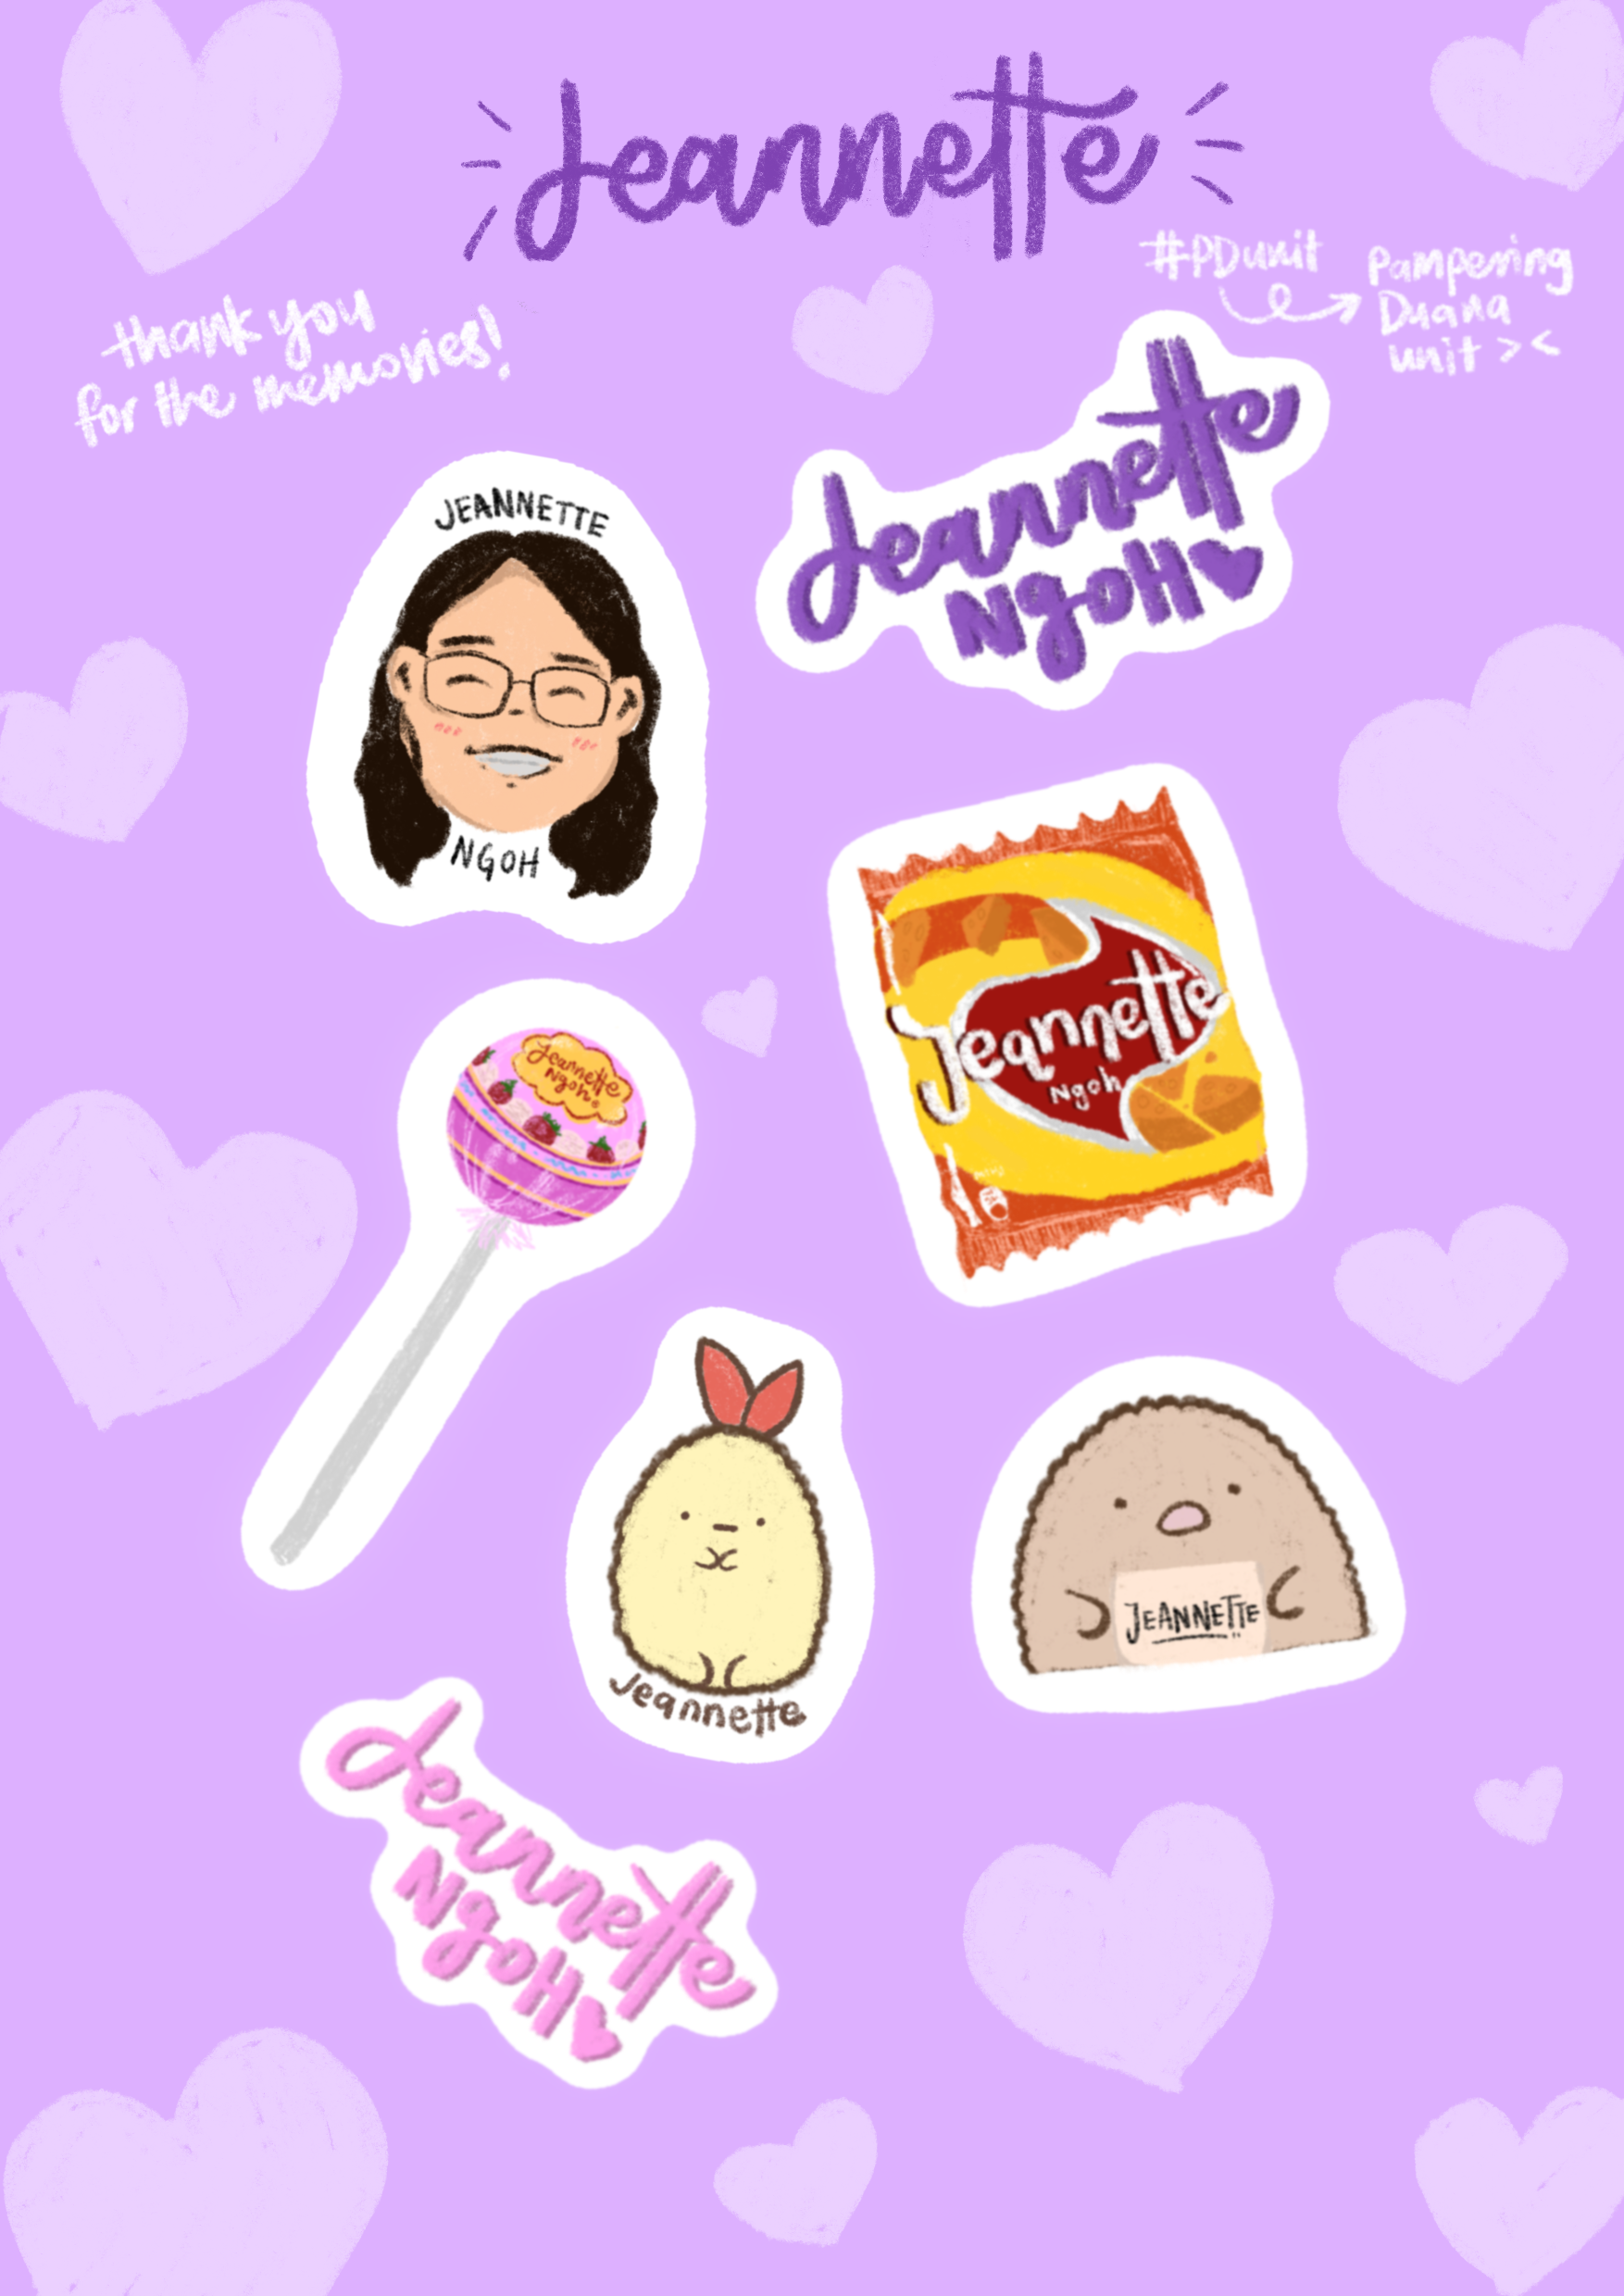 Jeannette
#PDunit
Pampering
Duana
unit ><
thank you
for the memories!
Jeannette
NgoH
JEANNETTE
NGOH
Jeannette
Ngoh
Jeannette
Ngoh
JEANNETTE
Jeannette
Jeannette
NgoH